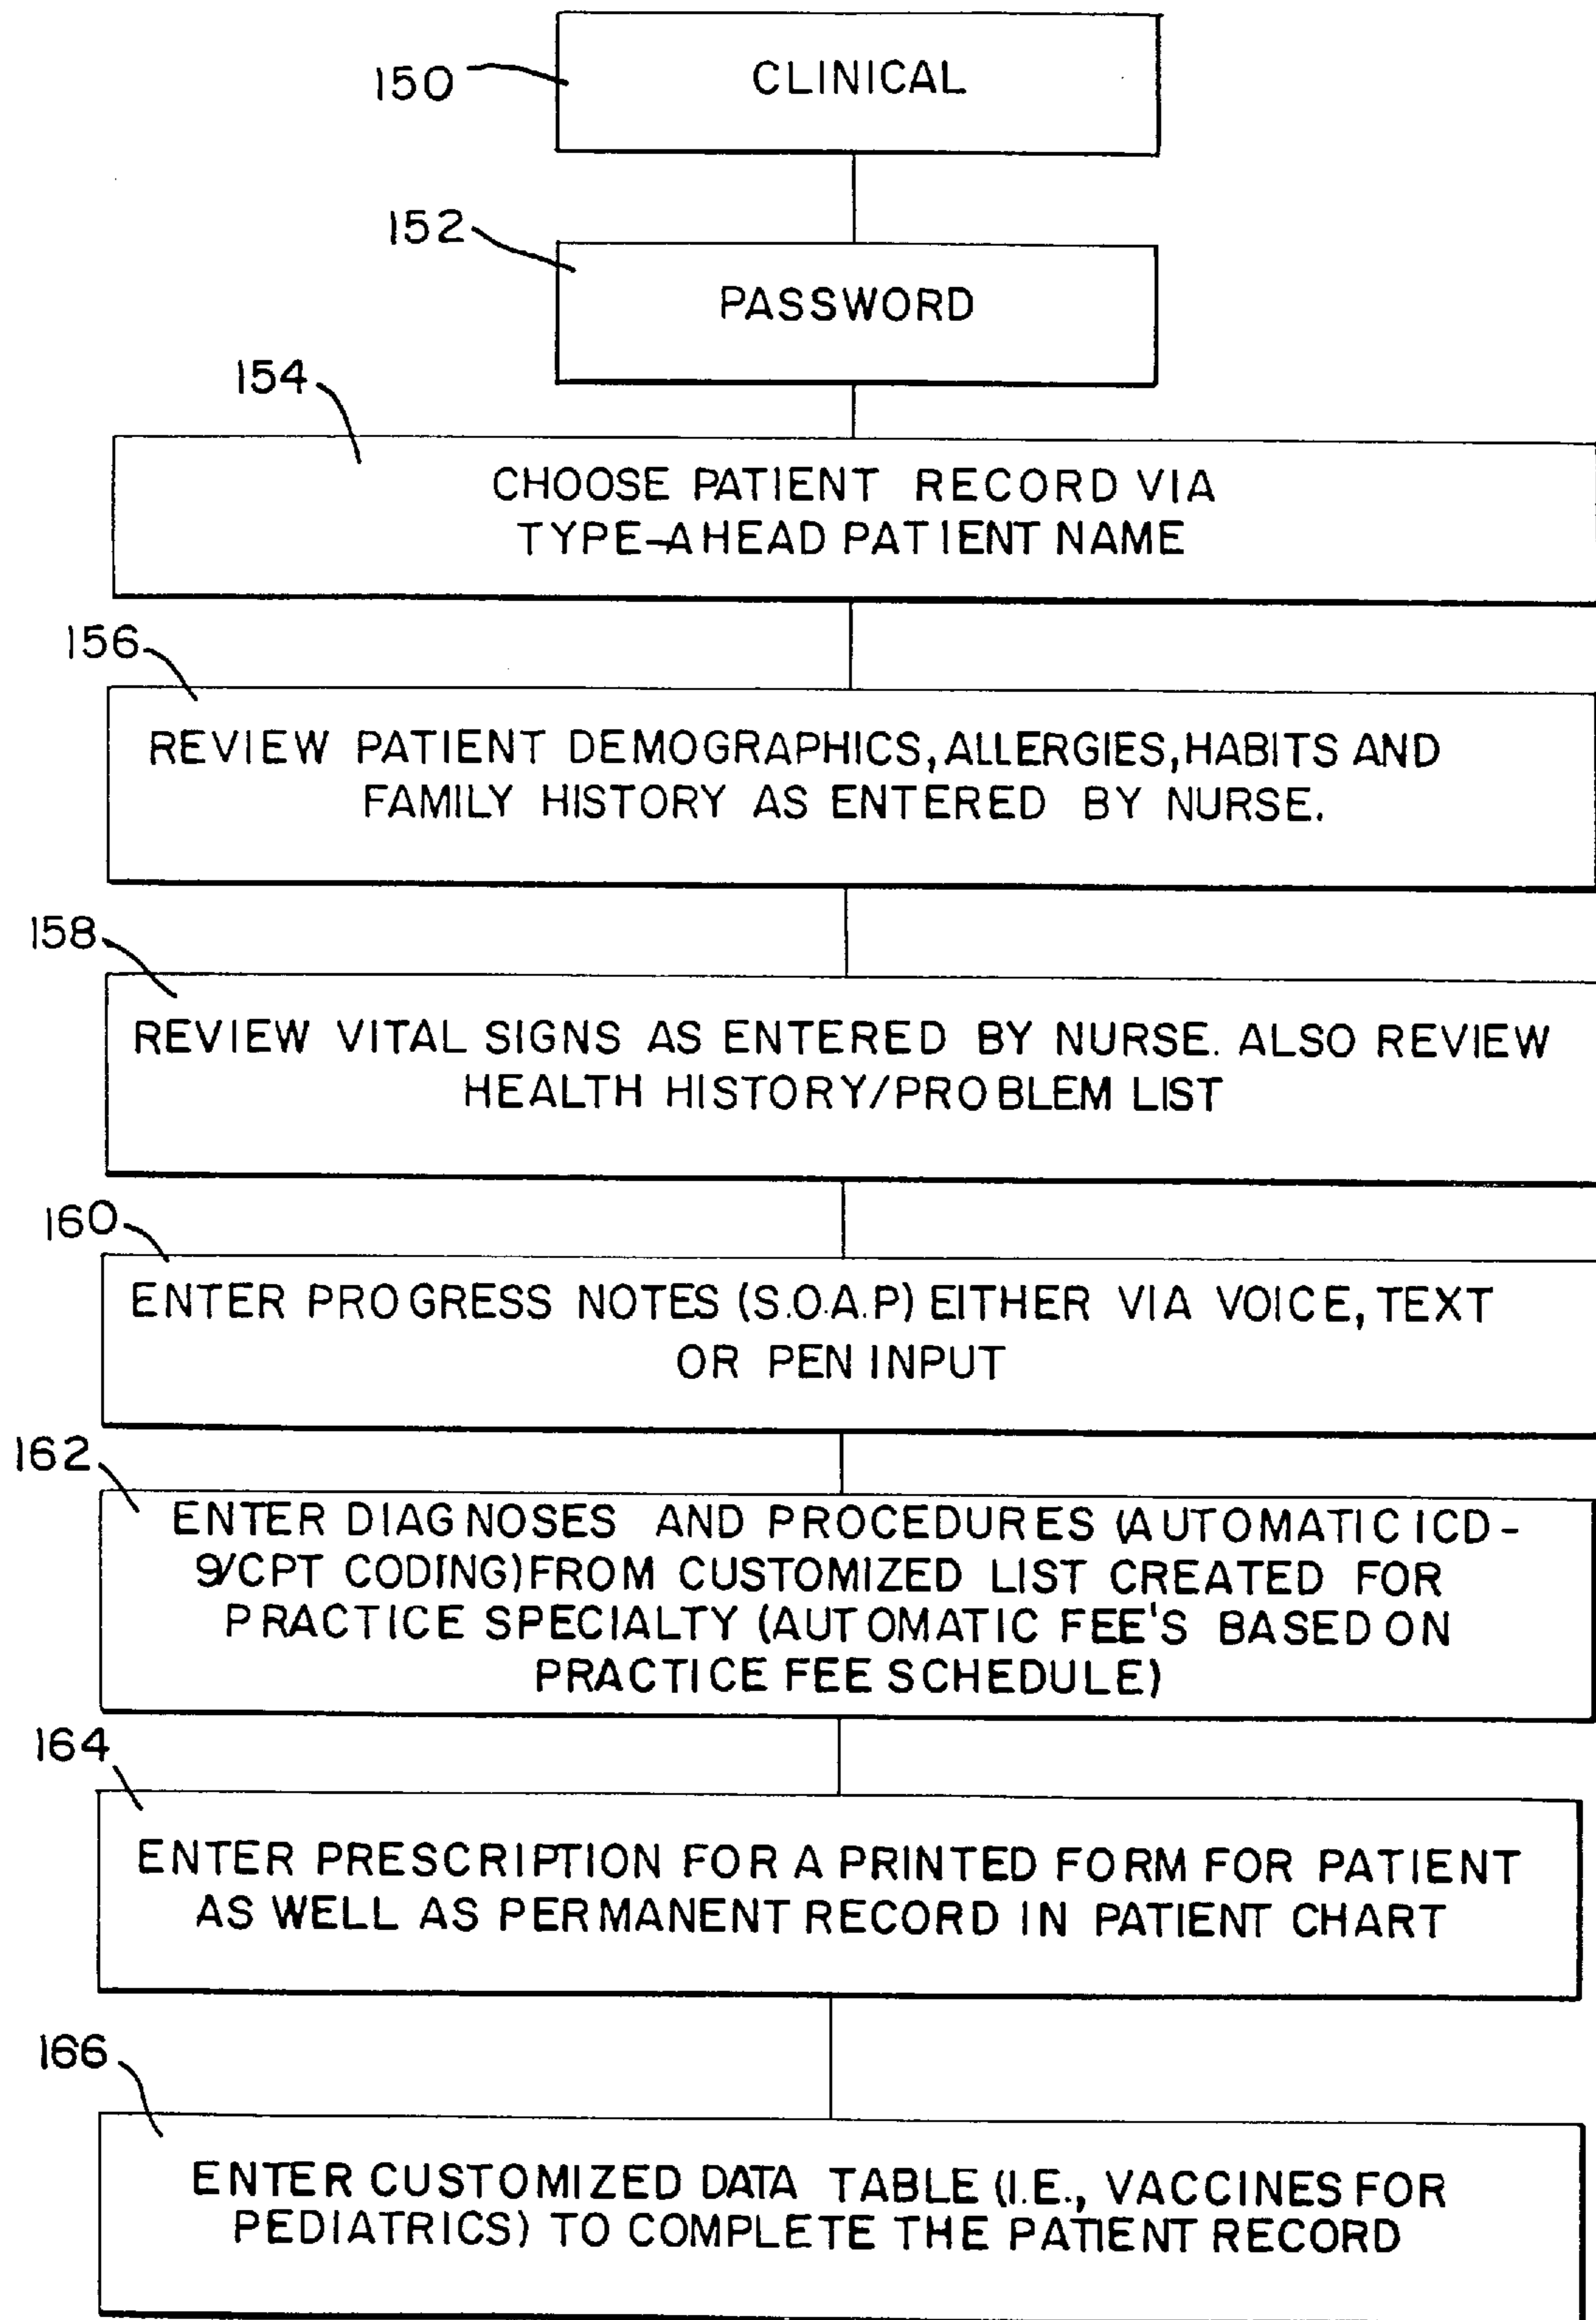 150
CLINICAL
152
PASSWORD
154
CHOOSE PATIENT RECORD VIA
TYPE-AHEAD PATIENT NAME
156
REVIEW PATIENT DEMOGRAPHICS, ALLERGIES, HABITS AND
FAMILY HISTORY AS ENTERED BY NURSE.
158
REVIEW VITAL SIGNS AS ENTERED BY NURSE. ALSO REVIEW
HEALTH HISTORY/PROBLEM LIST
160
ENTER PROGRESS NOTES (S.O.A.P) EITHER VIA VOICE, TEXT
OR PEN INPUT
162
ENTER DIAGNOSES AND PROCEDURES (AUTOMATIC ICD-
9/CPT CODING) FROM CUSTOMIZED LIST CREATED FOR
PRACTICE SPECIALTY (AUTOMATIC FEE'S BASED ON
PRACTICE FEE SCHEDULE)
164
ENTER PRESCRIPTION FOR A PRINTED FORM FOR PATIENT
AS WELL AS PERMANENT RECORD IN PATIENT CHART
166
ENTER CUSTOMIZED DATA TABLE (I.E., VACCINES FOR
PEDIATRICS) TO COMPLETE THE PATIENT RECORD